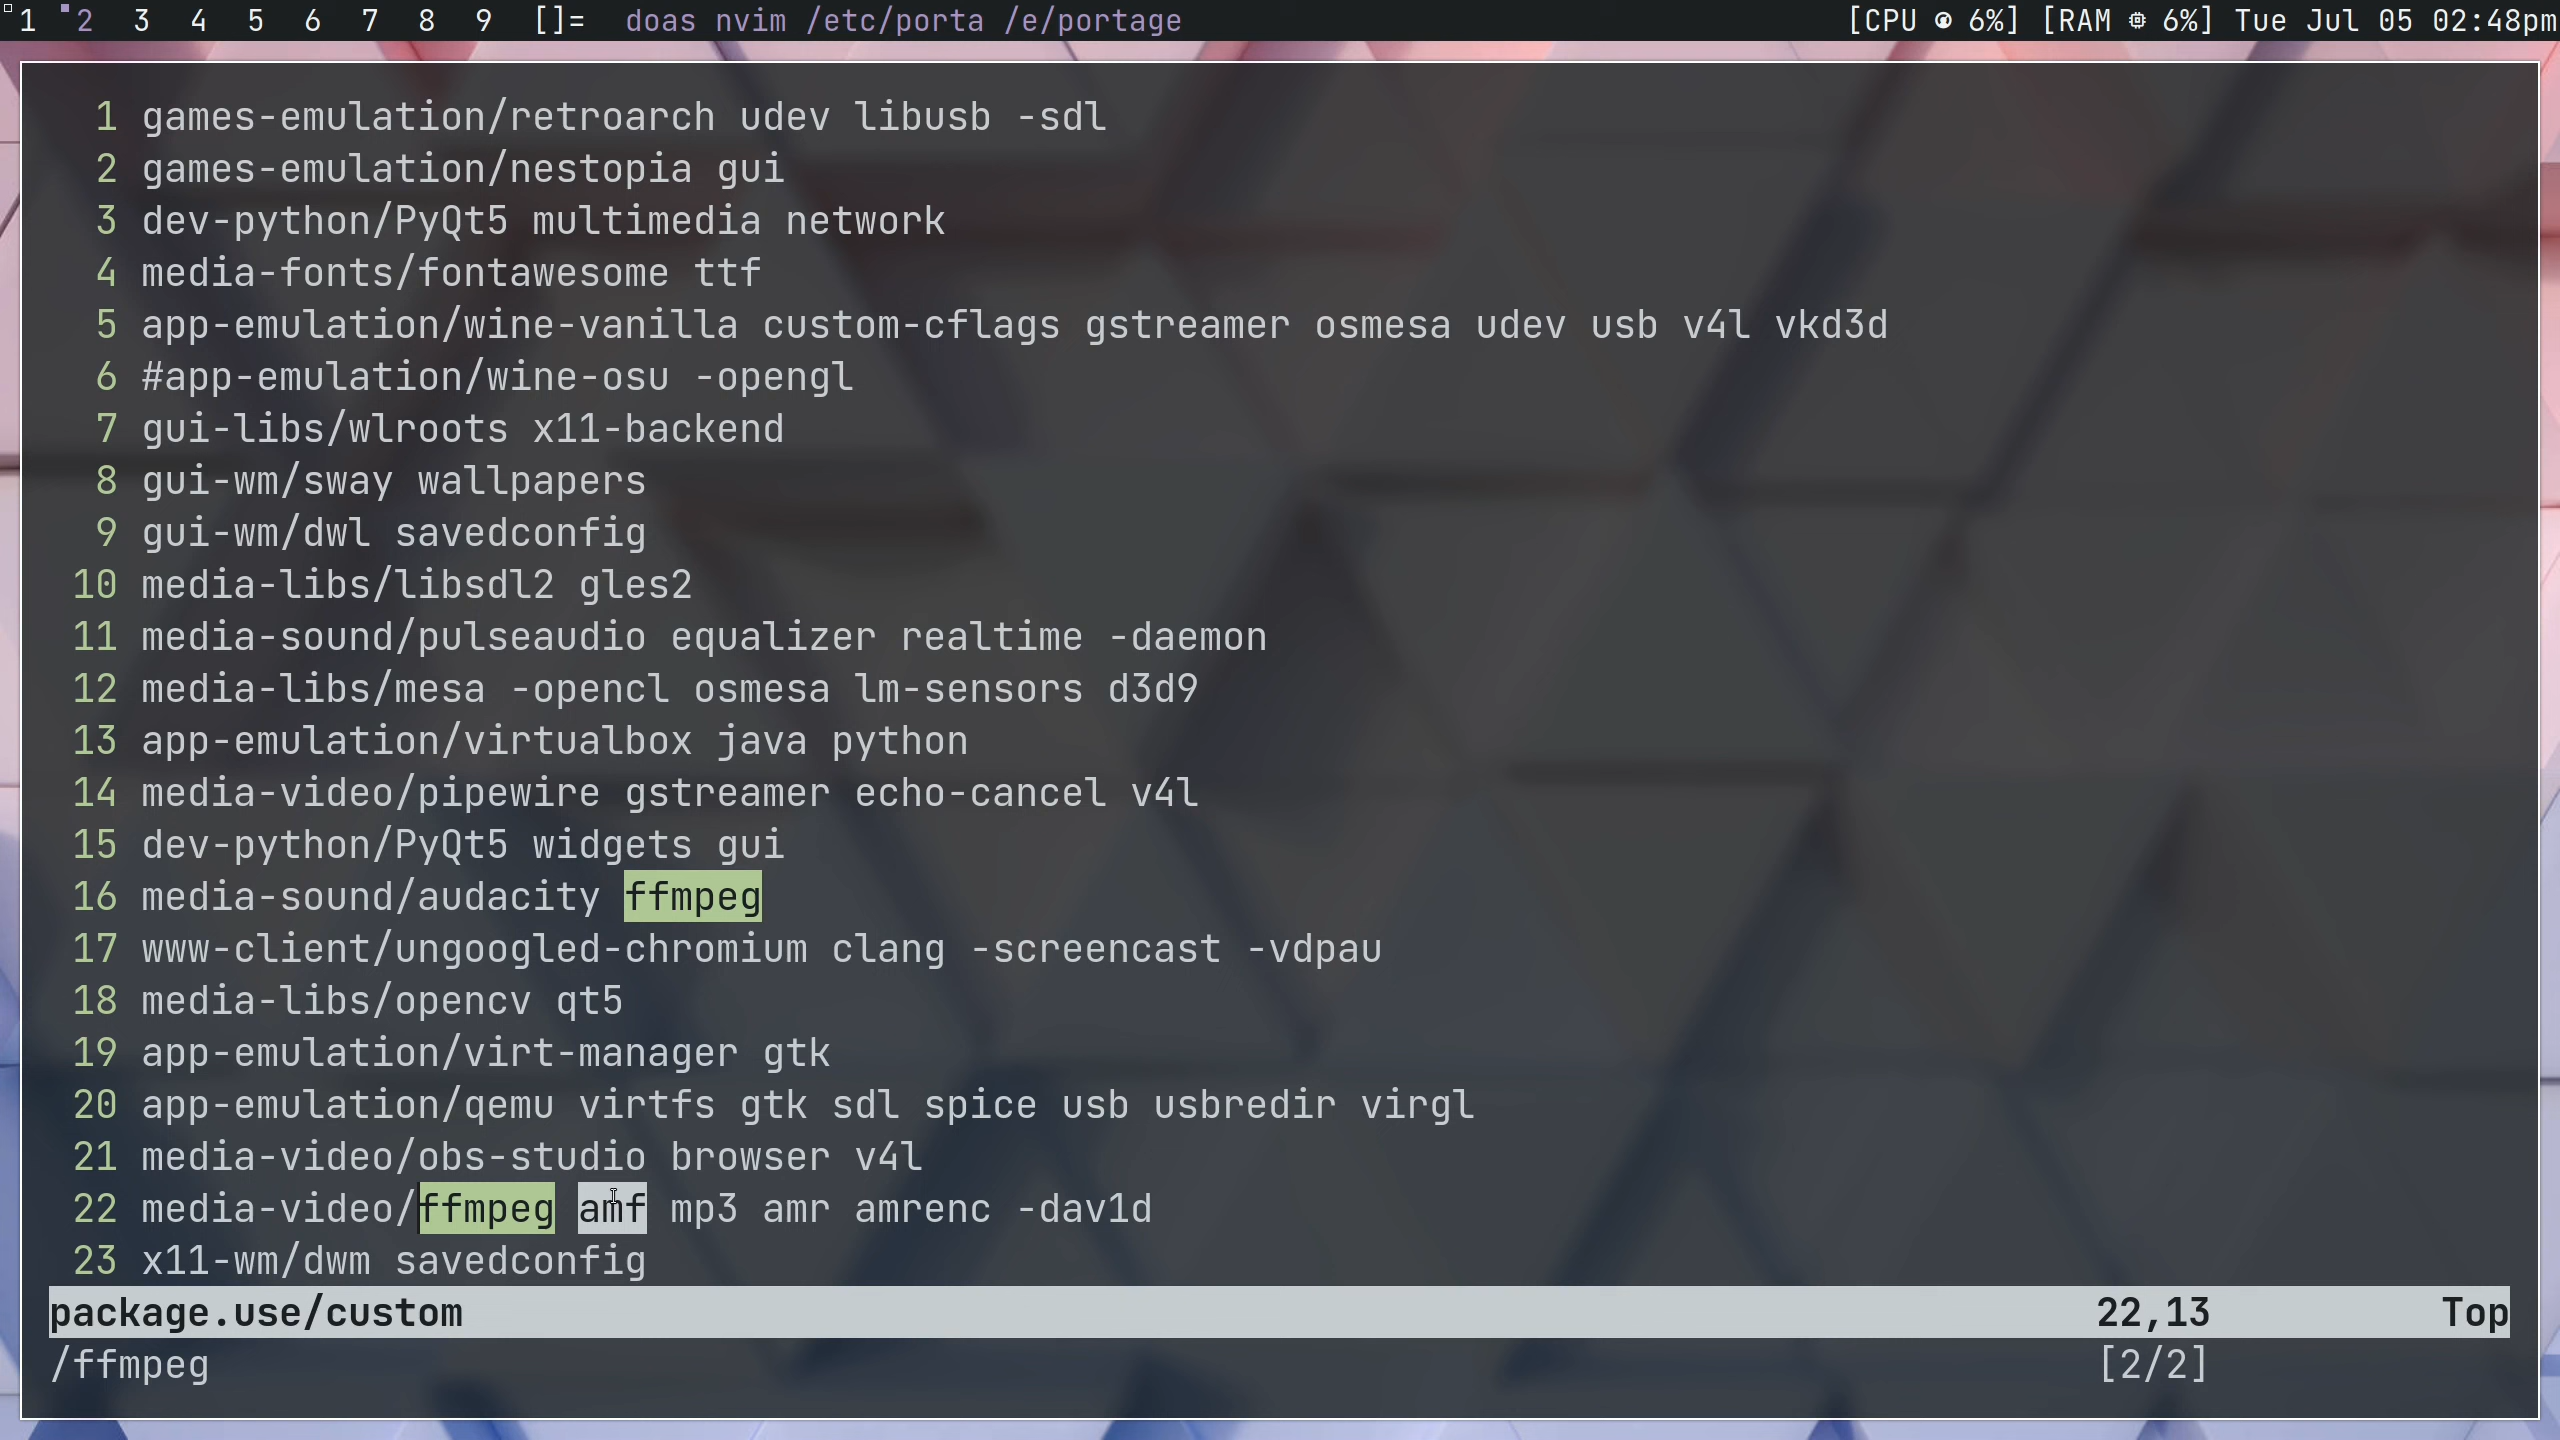 1 2 3 4 5 6 7 8 9 []= doas nvim /etc/porta /e/portage [CPU 6%] [RAM 6%] Tue Jul 05 02:48pm
1 games-emulation/retroarch udev libusb -sdl
2 games-emulation/nestopia gui
3 dev-python/PyQt5 multimedia network
4 media-fonts/fontawesome ttf
5 app-emulation/wine-vanilla custom-cflags gstreamer osmesa udev usb v4l vkd3d
6 #app-emulation/wine-osu -opengl
7 gui-libs/wlroots x11-backend
8 gui-wm/sway wallpapers
9 gui-wm/dwl savedconfig
10 media-libs/libsdl2 gles2
11 media-sound/pulseaudio equalizer realtime -daemon
12 media-libs/mesa -opencl osmesa lm-sensors d3d9
13 app-emulation/virtualbox java python
14 media-video/pipewire gstreamer echo-cancel v4l
15 dev-python/PyQt5 widgets gui
16 media-sound/audacity ffmpeg
17 www-client/ungoogled-chromium clang -screencast -vdpau
18 media-libs/opencv qt5
19 app-emulation/virt-manager gtk
20 app-emulation/qemu virtfs gtk sdl spice usb usbredir virgl
21 media-video/obs-studio browser v4l
22 media-video/ffmpeg amf mp3 amr amrenc -dav1d
23 x11-wm/dwm savedconfig
package.use/custom 22,13 Top
/ffmpeg [2/2]